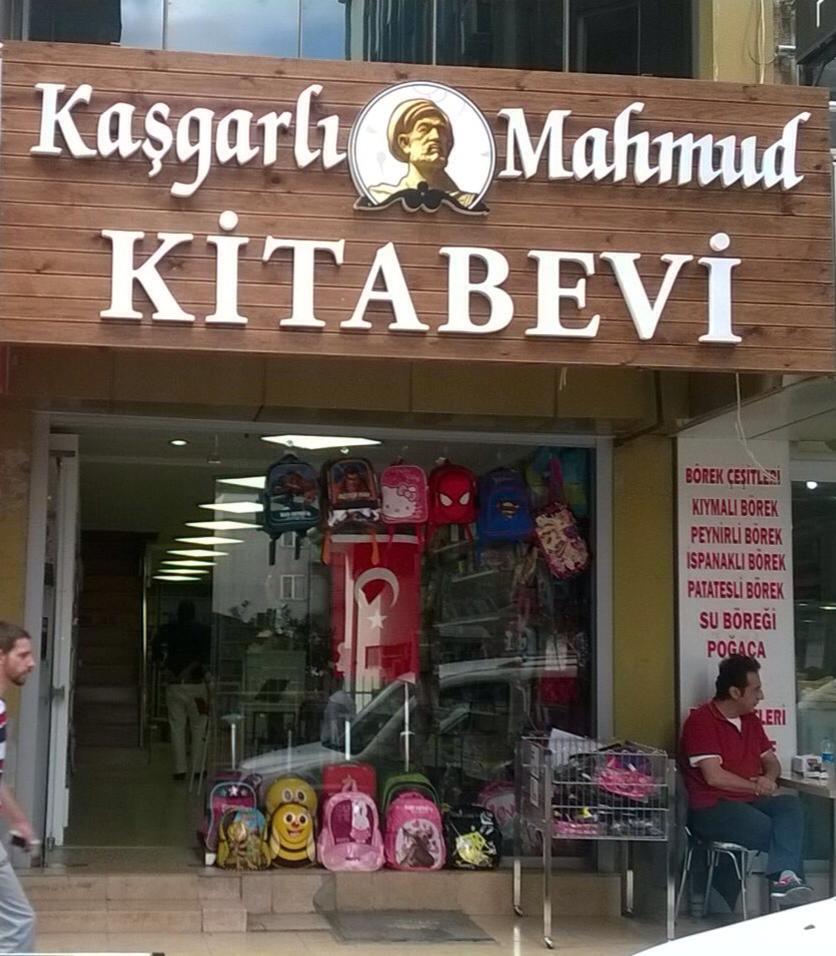 Kaşgarlı Mahmud
KİTABEVİ
BÖREK ÇEŞİTLERİ
KIYMALI BÖREK
PEYNİRLİ BÖREK
ISPANAKLI BÖREK
PATATESLİ BÖREK
SU BÖREĞİ
POĞAÇA